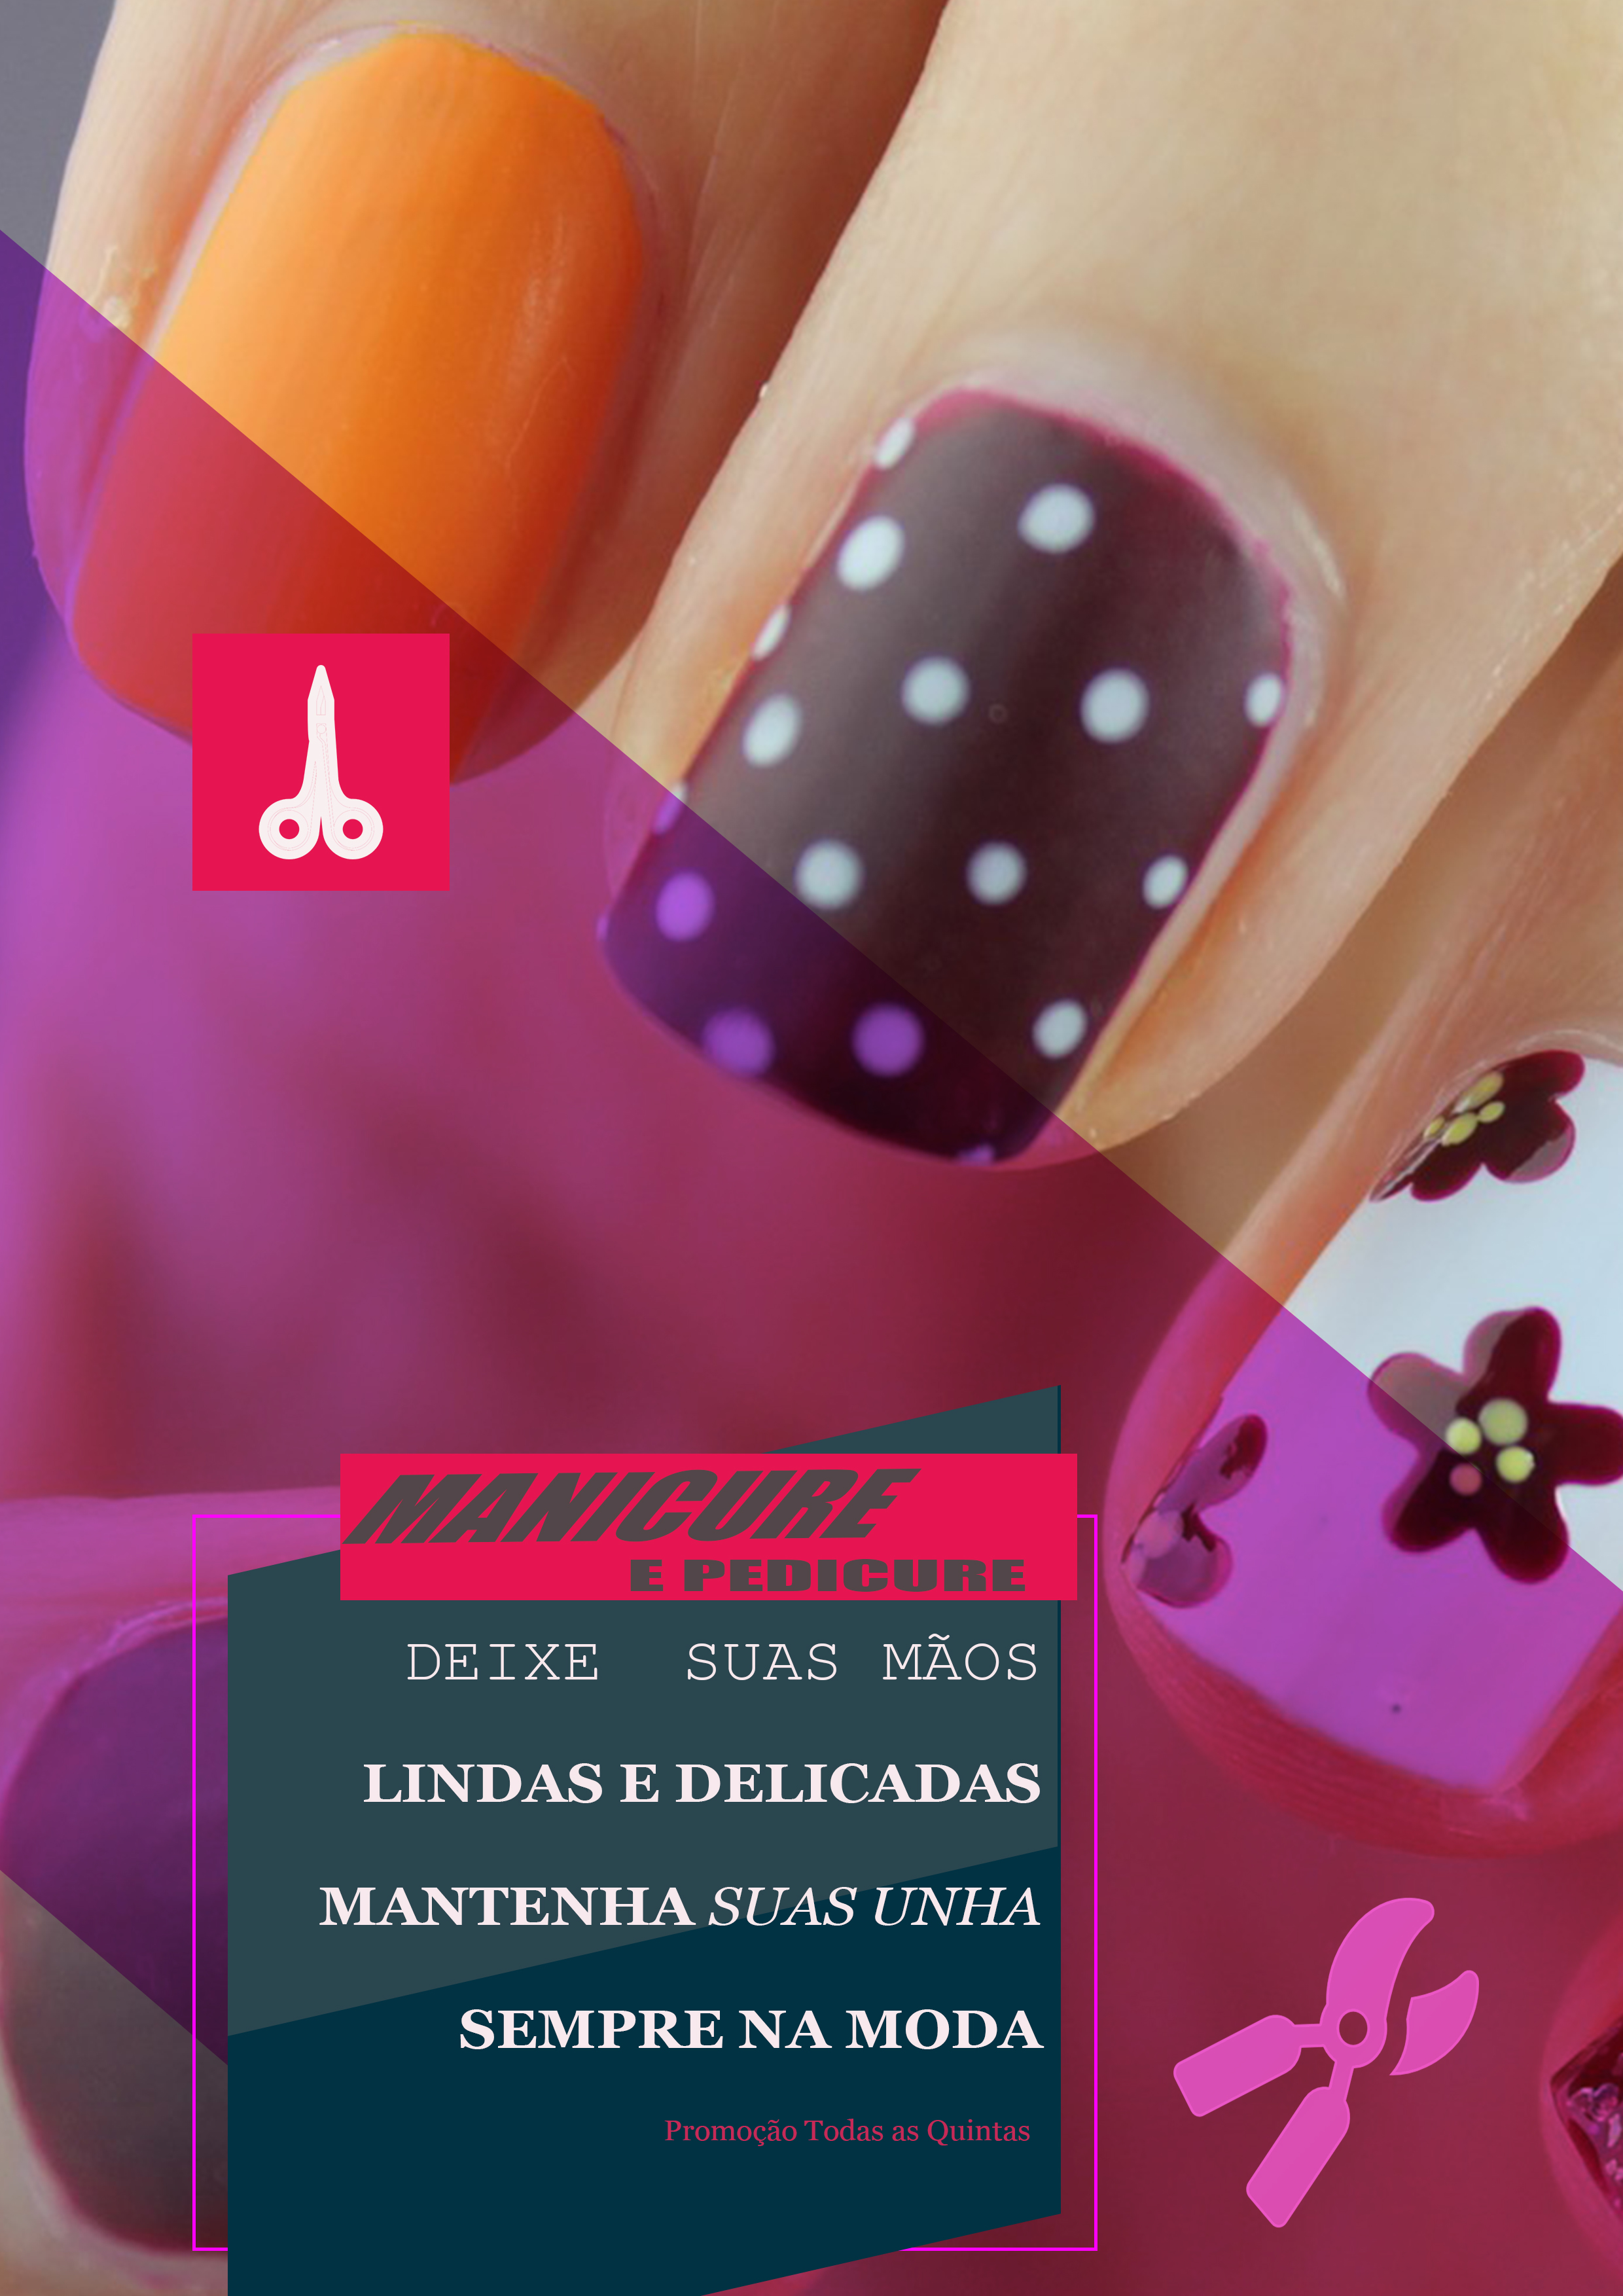 MANICURE
E PEDICURE
DEIXE SUAS MÃOS
LINDAS E DELICADAS
MANTENHA SUAS UNHA
SEMPRE NA MODA
Promoção Todas as Quintas